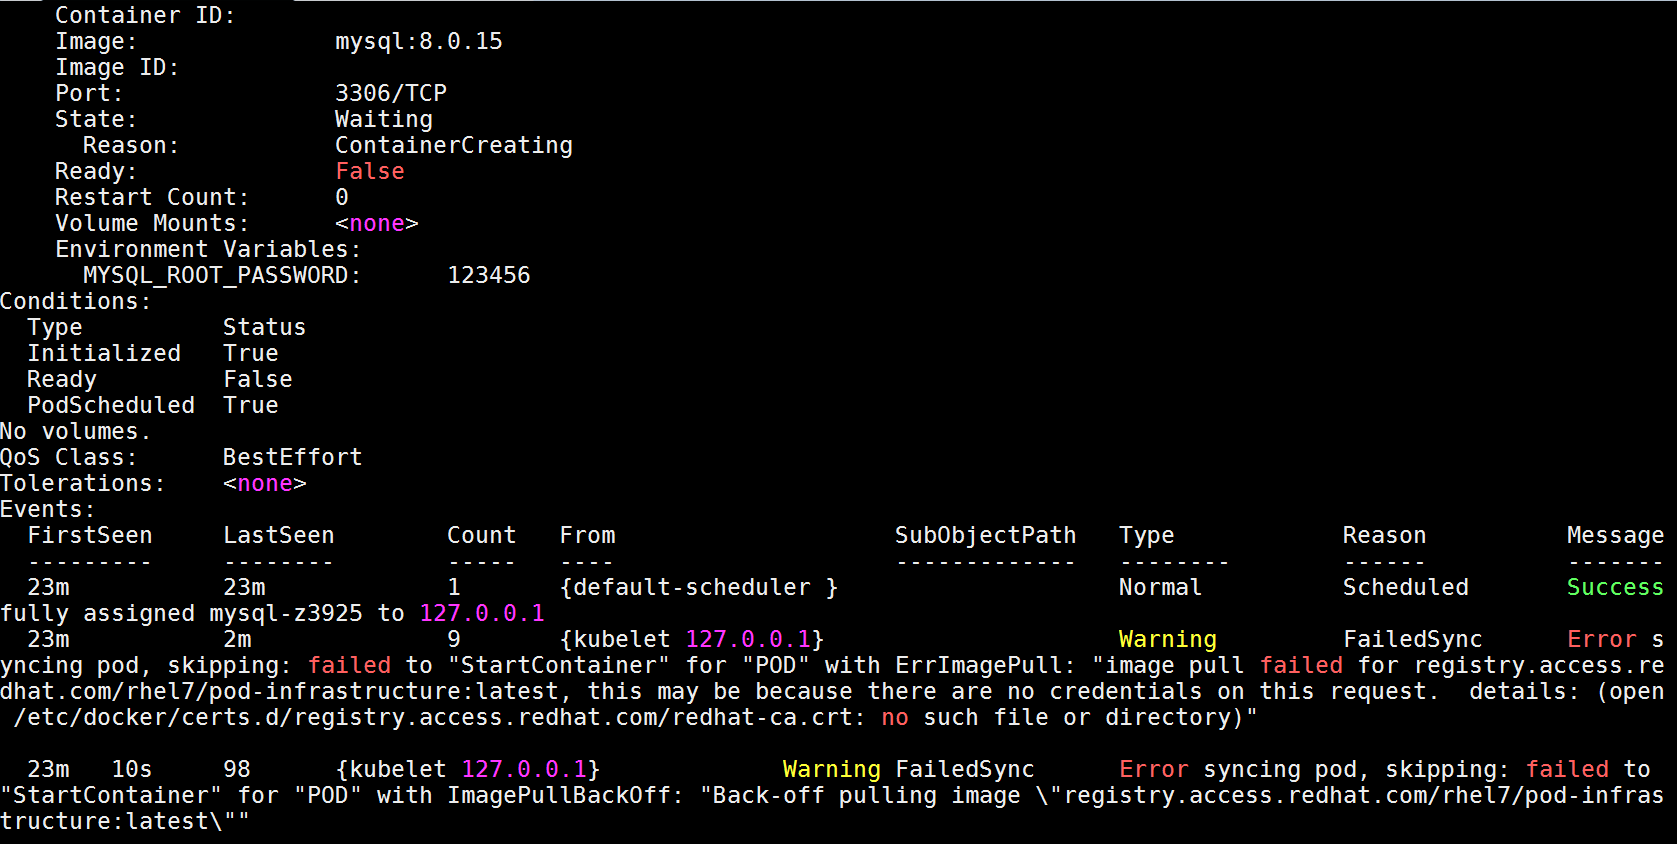 Container ID:
    Image:              mysql:8.0.15
    Image ID:
    Port:               3306/TCP
    State:              Waiting
      Reason:           ContainerCreating
    Ready:              False
    Restart Count:      0
    Volume Mounts:      <none>
    Environment Variables:
      MYSQL_ROOT_PASSWORD:      123456
Conditions:
  Type          Status
  Initialized   True
  Ready         False
  PodScheduled  True
No volumes.
QoS Class:      BestEffort
Tolerations:    <none>
Events:
  FirstSeen     LastSeen        Count   From                    SubObjectPath   Type            Reason          Message
  ---------     --------        -----   ----                    -------------   --------        ------          -------
  23m           23m             1       {default-scheduler }                    Normal          Scheduled       Success
fully assigned mysql-z3925 to 127.0.0.1
  23m           2m              9       {kubelet 127.0.0.1}                     Warning         FailedSync      Error s
yncing pod, skipping: failed to "StartContainer" for "POD" with ErrImagePull: "image pull failed for registry.access.re
dhat.com/rhel7/pod-infrastructure:latest, this may be because there are no credentials on this request.  details: (open
 /etc/docker/certs.d/registry.access.redhat.com/redhat-ca.crt: no such file or directory)"

  23m   10s     98      {kubelet 127.0.0.1}             Warning FailedSync      Error syncing pod, skipping: failed to
"StartContainer" for "POD" with ImagePullBackOff: "Back-off pulling image \"registry.access.redhat.com/rhel7/pod-infras
tructure:latest\""